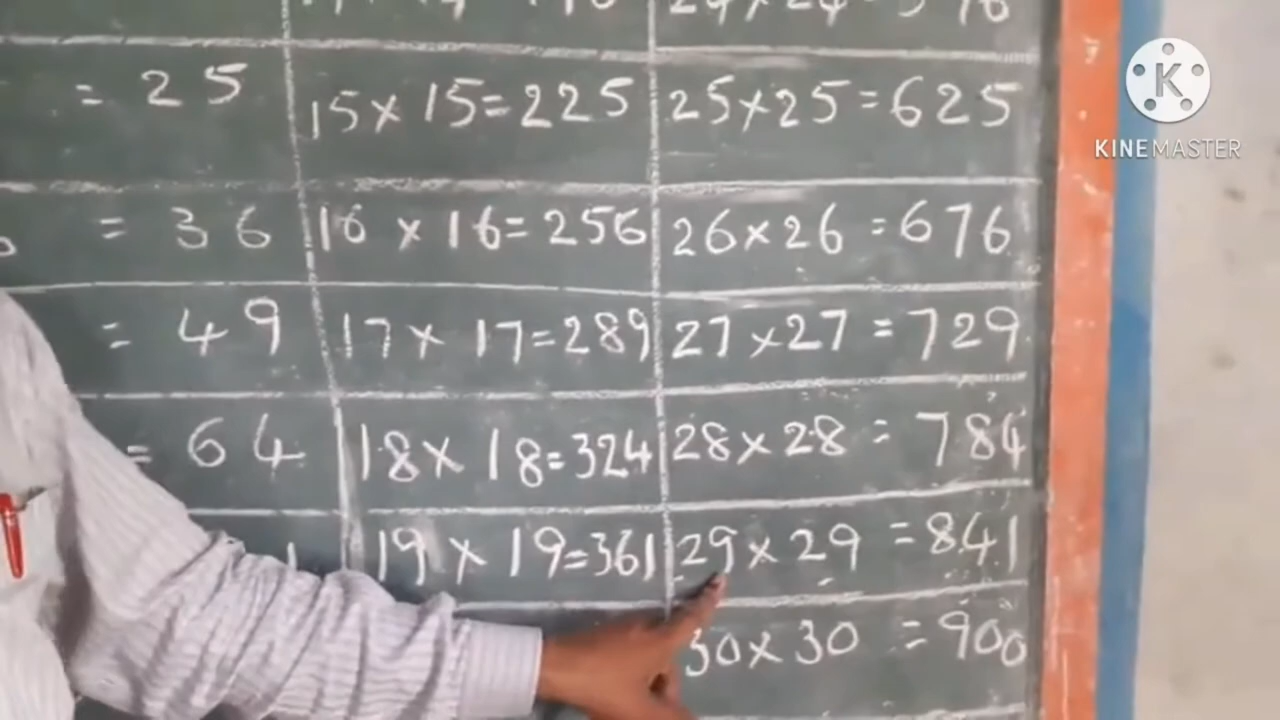 = 25 15 x 15 = 225 25 x 25 = 625
= 36 16 x 16 = 256 26 x 26 = 676
= 49 17 x 17 = 289 27 x 27 = 729
= 64 18 x 18 = 324 28 x 28 = 784
19 x 19 = 361 29 x 29 = 841
30 x 30 = 900
K
KINEMASTER